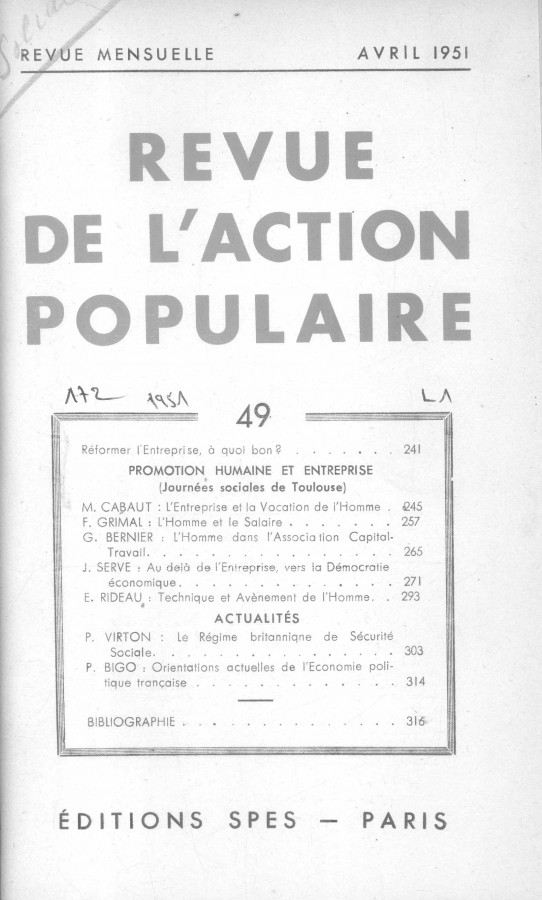 REVUE MENSUELLE AVRIL 1951
REVUE
DE L'ACTION
POPULAIRE
172 1951 L1
49
Réformer l'Entreprise, à quoi bon? . . . . . . . 241
PROMOTION HUMAINE ET ENTREPRISE
(Journées sociales de Toulouse)
M. CABAUT : L'Entreprise et la Vocation de l'Homme . 245
F. GRIMAL : L'Homme et le Salaire . . . . . . . 257
G. BERNIER : L'Homme dans l'Association Capital-
Travail. . . . . . . . . . . . . . . . 265
J. SERVE : Au delà de l'Entreprise, vers la Démocratie
économique. . . . . . . . . . . . . . 271
E. RIDEAU : Technique et Avènement de l'Homme. . 293
ACTUALITÉS
P. VIRTON : Le Régime britanniqne de Sécurité
Sociale. . . . . . . . . . . . . . . . 303
P. BIGO : Orientations actuelles de l'Economie poli-
tique trançaise . . . . . . . . . . . . . 314
BIBLIOGRAPHIE . . . . . . . . . . . . . . 316
ÉDITIONS SPES — PARIS